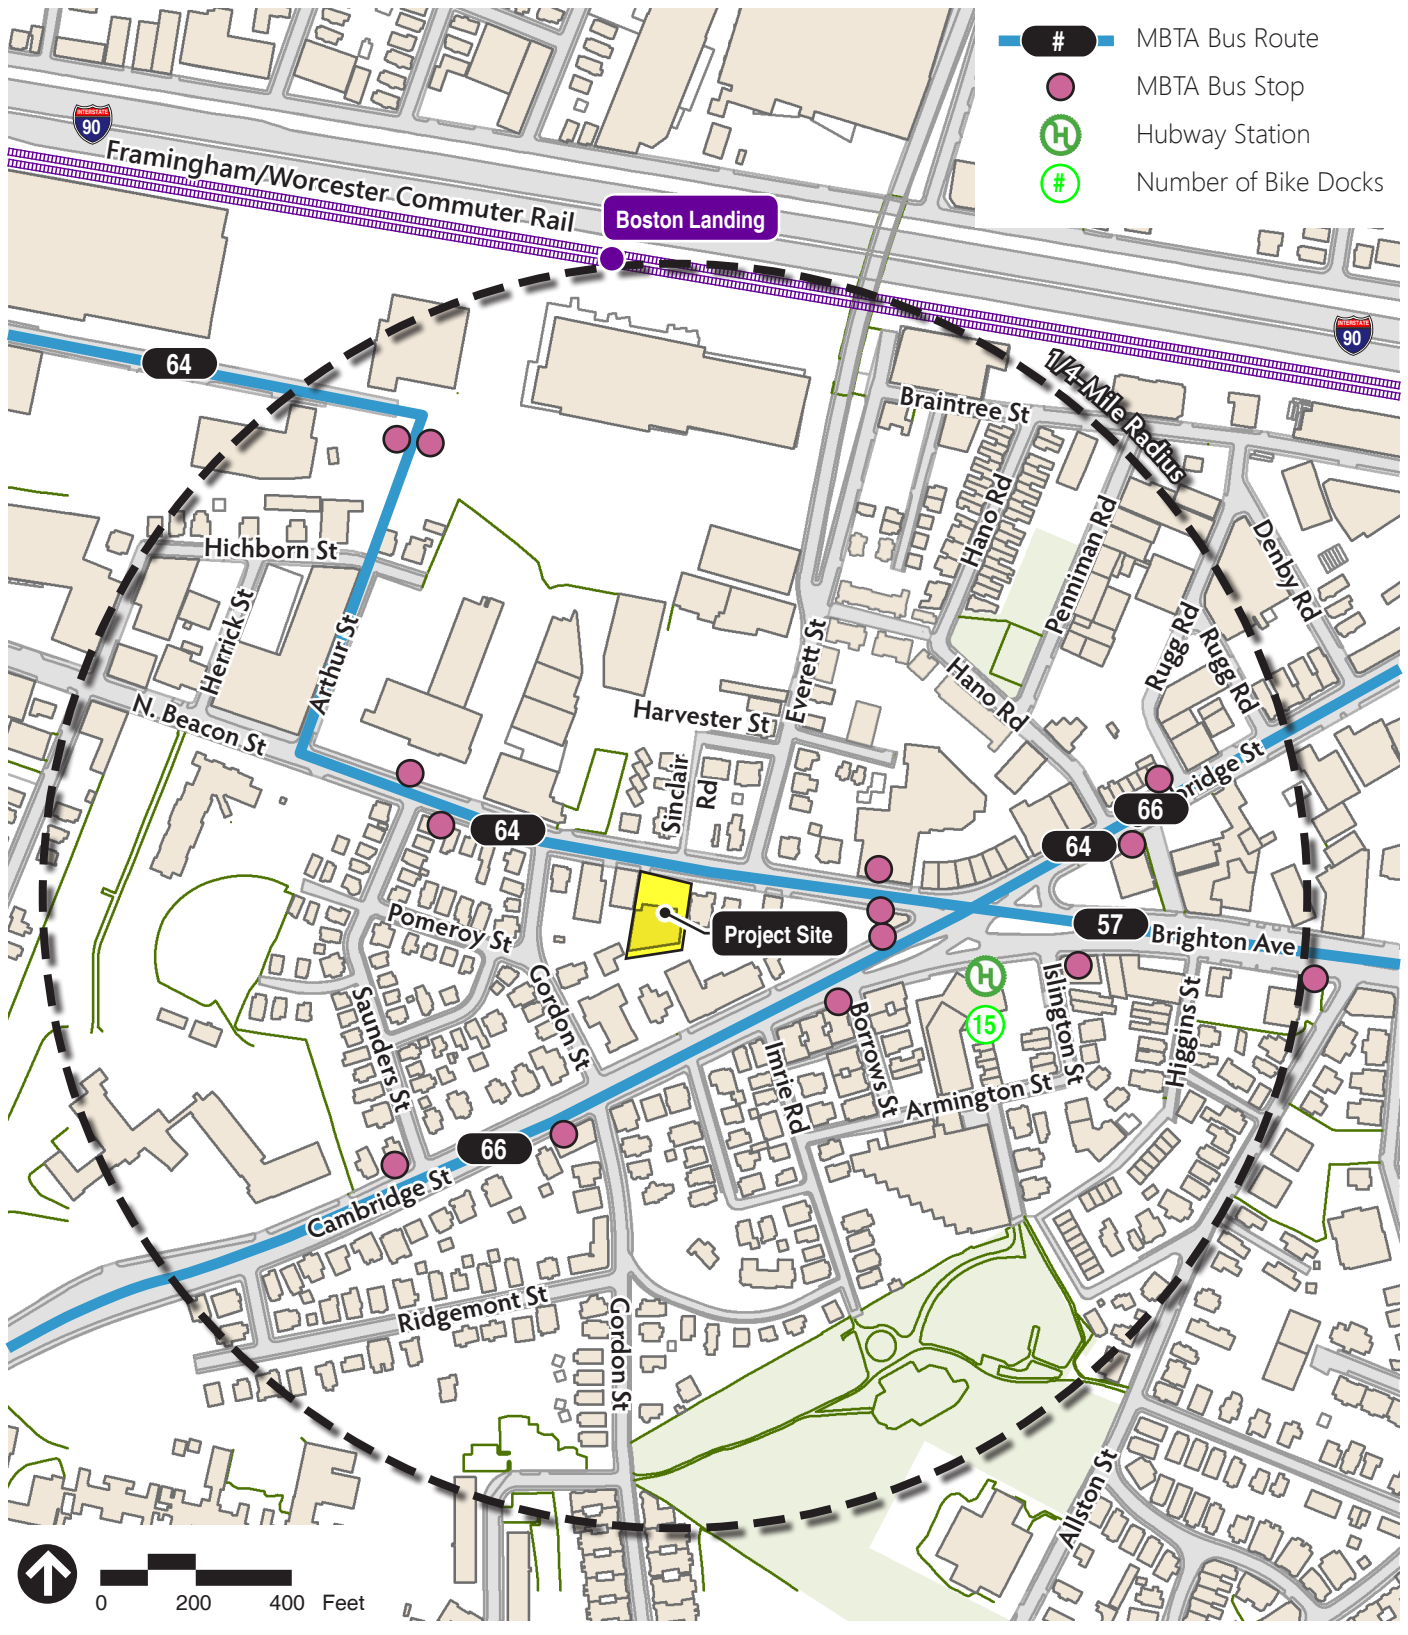 #
MBTA Bus Route
MBTA Bus Stop
Hubway Station
#
Number of Bike Docks
INTERSTATE
90
Framingham/Worcester Commuter Rail
Boston Landing
INTERSTATE
90
64
1/4-Mile Radius
Braintree St
Hano Rd
Penniman Rd
Denby Rd
Hichborn St
Herrick St
Arthur St
Everett St
Rugg Rd
Rugg Rd
Hano Rd
N. Beacon St
Harvester St
Sinclair
Rd
bridge St
66
64
64
57
Brighton Ave
Project Site
Pomeroy St
Gordon St
Saunders St
Islington St
Higgins St
15
Borrows St
Imrie Rd
Armington St
66
Cambridge St
Ridgemont St
Gordon St
Allston St
0 200 400 Feet